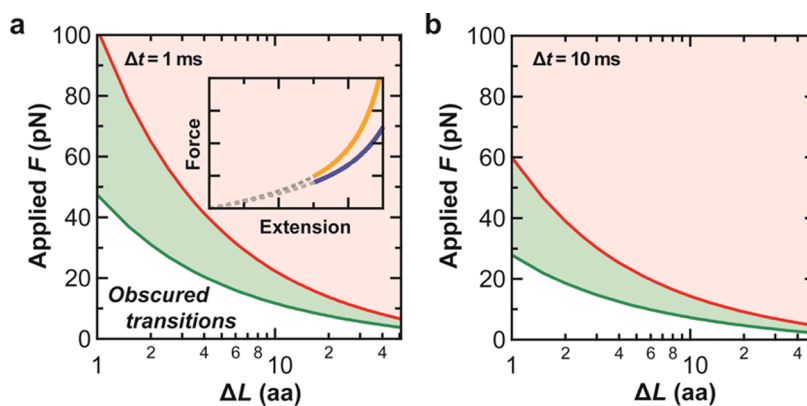 a
Δt = 1 ms
Applied F (pN)
100
80
60
40
20
0
Force
Extension
Obscured
transitions
1
2
4
6
8
10
2
4
ΔL (aa)
b
Δt = 10 ms
Applied F (pN)
100
80
60
40
20
0
1
2
4
6
8
10
2
4
ΔL (aa)